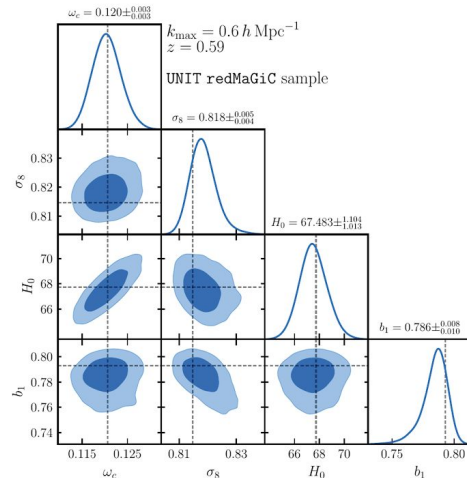 ω_c = 0.120±^{0.003}_{0.003}
k_max = 0.6 h Mpc^{-1}
z = 0.59
UNIT redMaGiC sample
σ_8 = 0.818±^{0.005}_{0.004}
0.83
0.82
0.81
σ_8
H_0 = 67.483±^{1.104}_{1.013}
70
68
66
H_0
b_1 = 0.786±^{0.008}_{0.010}
0.80
0.78
0.76
0.74
b_1
0.115 0.125 0.81 0.83 66 70 0.75 0.80
ω_c σ_8 H_0 b_1